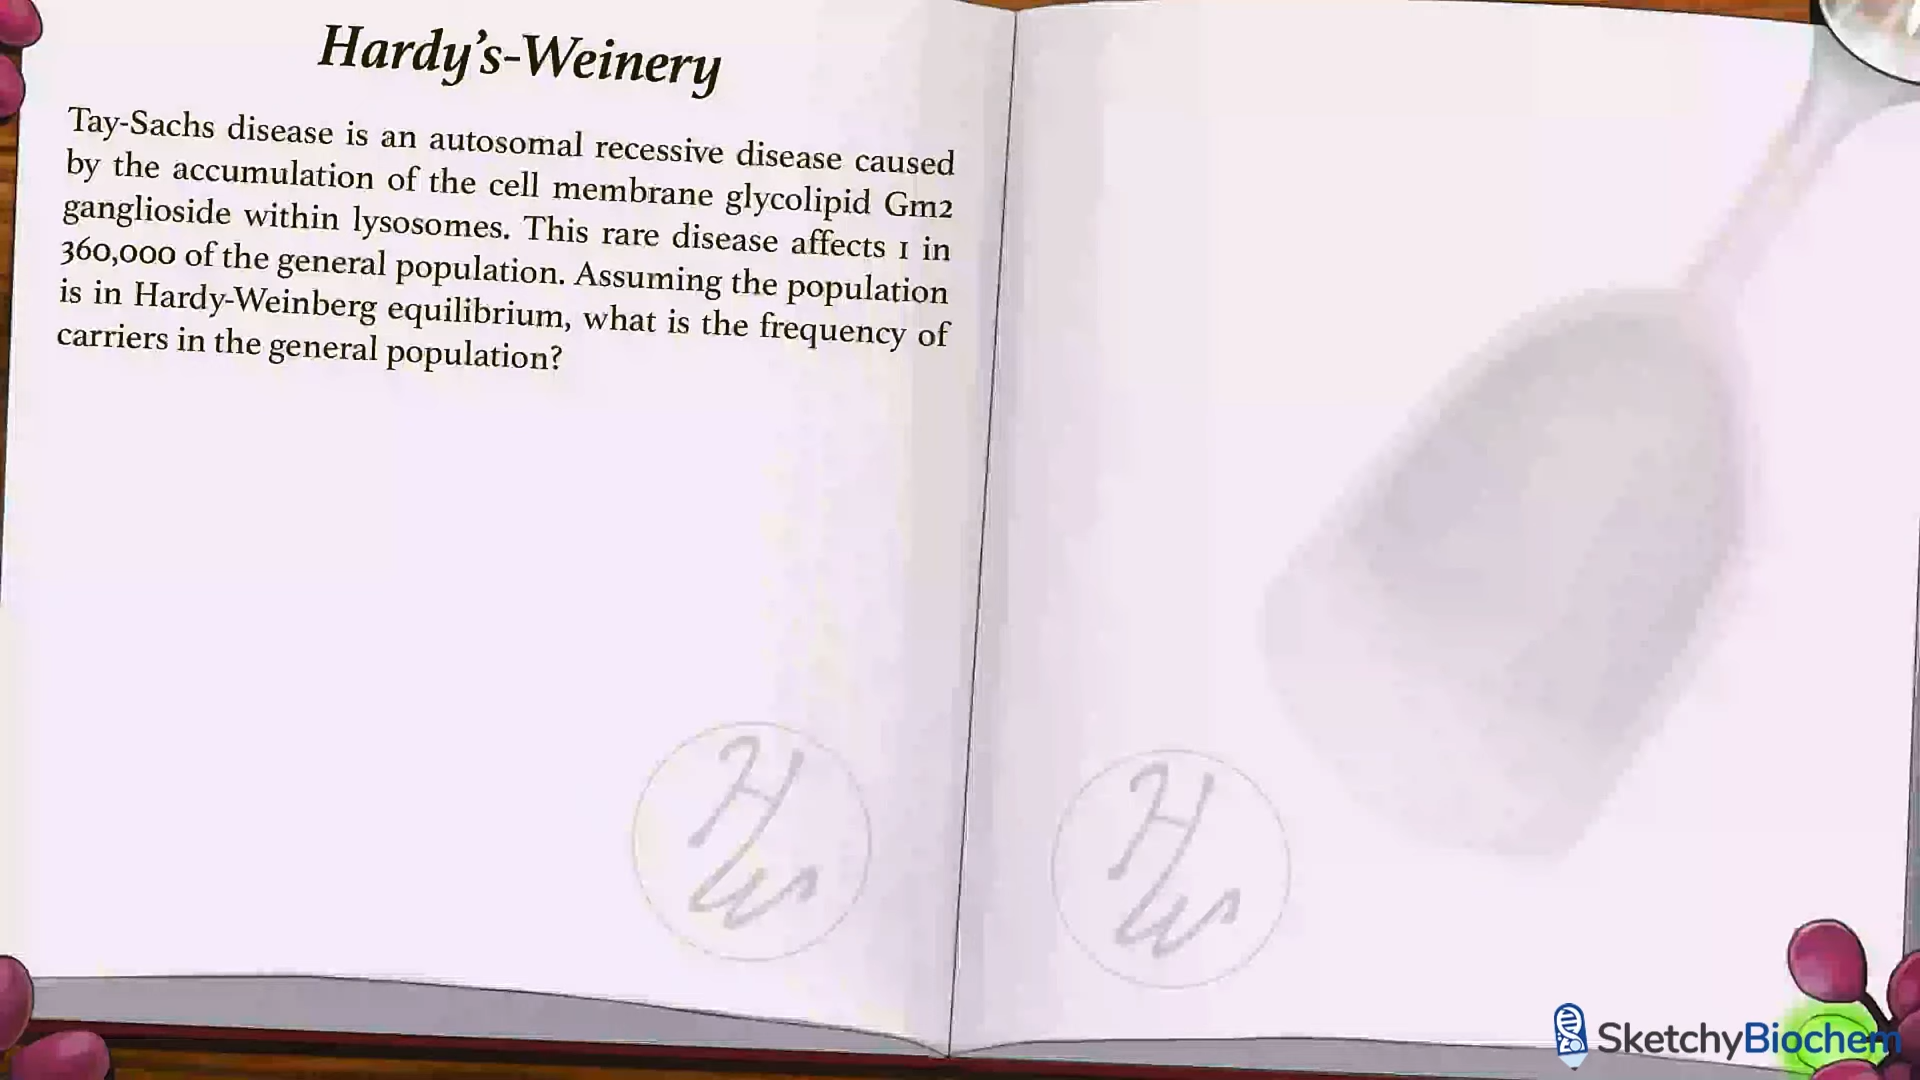 Hardy's-Weinery
Tay-Sachs disease is an autosomal recessive disease caused
by the accumulation of the cell membrane glycolipid Gm2
ganglioside within lysosomes. This rare disease affects 1 in
360,000 of the general population. Assuming the population
is in Hardy-Weinberg equilibrium, what is the frequency of
carriers in the general population?
H
W
H
W
SketchyBiochem